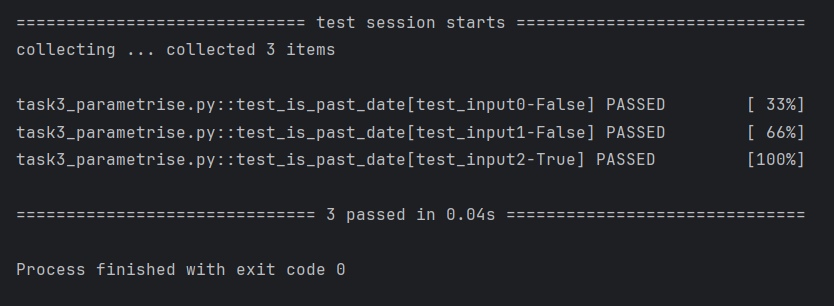 ============================= test session starts =============================
collecting ... collected 3 items
task3_parametrise.py::test_is_past_date[test_input0-False] PASSED        [ 33%]
task3_parametrise.py::test_is_past_date[test_input1-False] PASSED        [ 66%]
task3_parametrise.py::test_is_past_date[test_input2-True] PASSED         [100%]
============================== 3 passed in 0.04s ==============================
Process finished with exit code 0